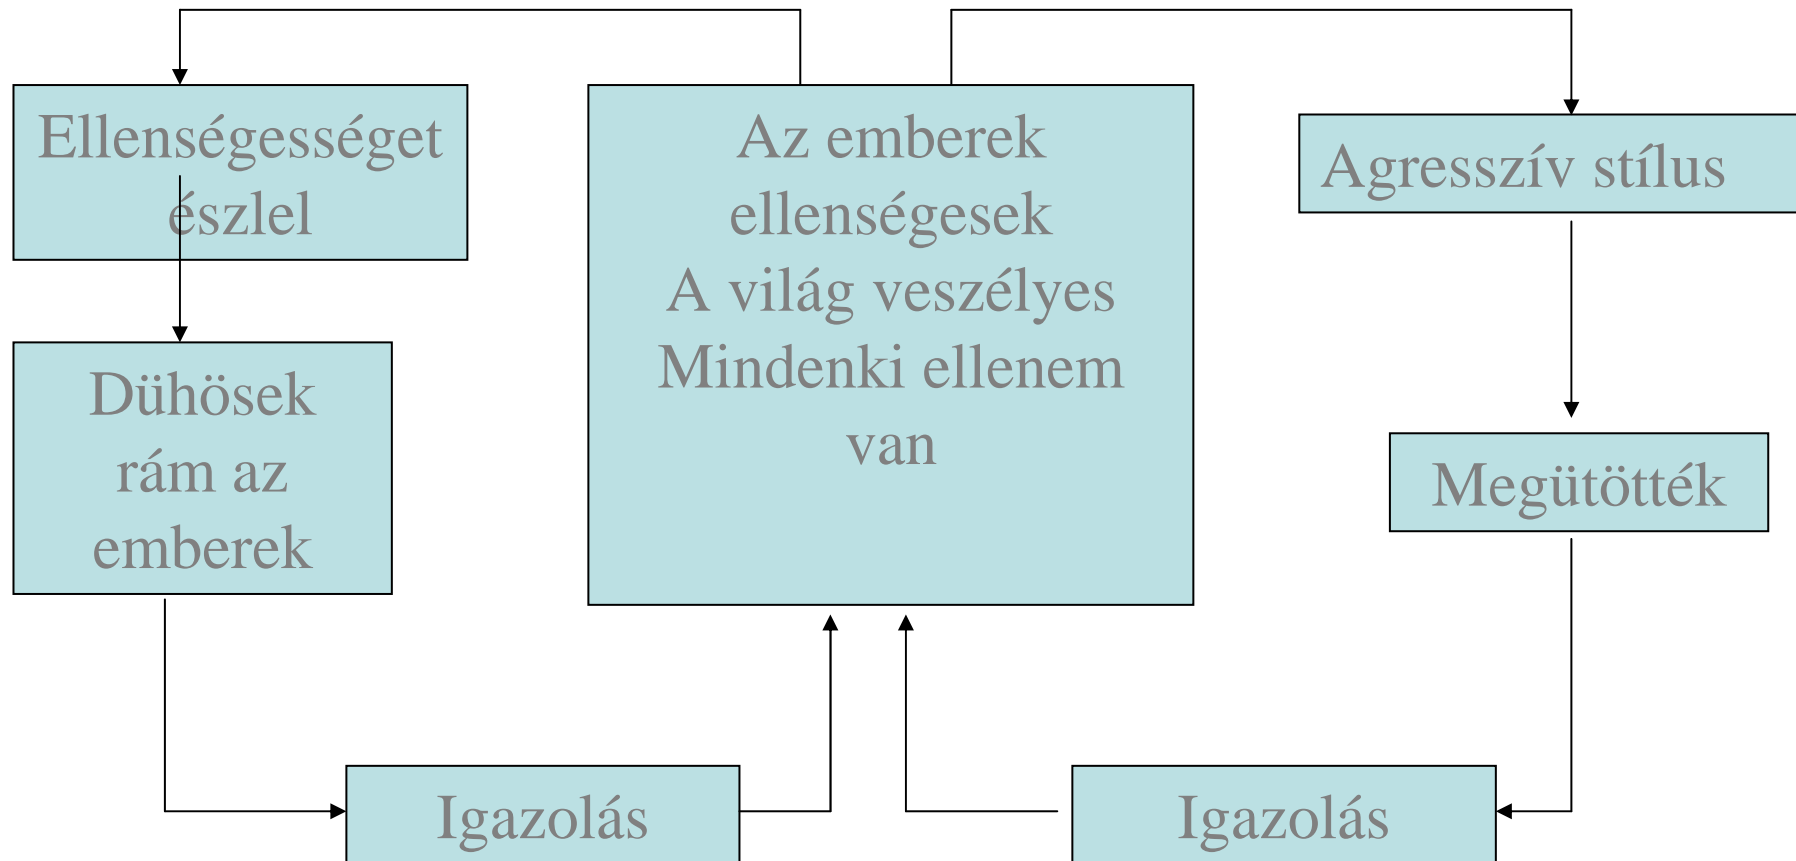 Ellenségességet
észlel
Az emberek
ellenségesek
A világ veszélyes
Mindenki ellenem
van
Agresszív stílus
Dühösek
rám az
emberek
Megütötték
Igazolás
Igazolás